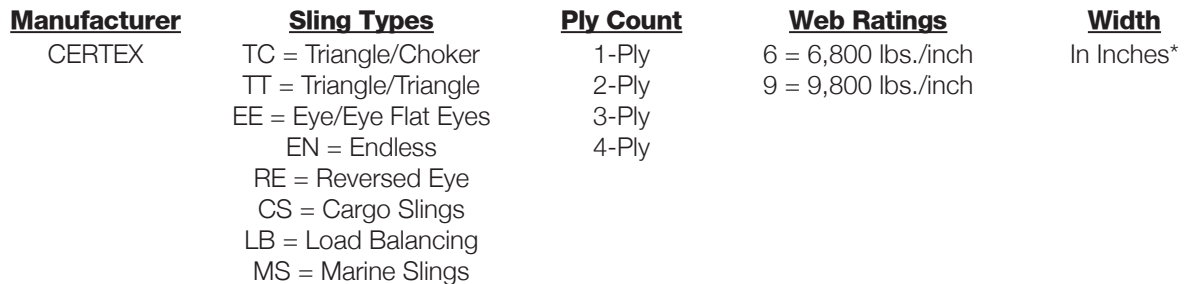 Manufacturer Sling Types Ply Count Web Ratings Width
CERTEX TC = Triangle/Choker 1-Ply 6 = 6,800 lbs./inch In Inches*
TT = Triangle/Triangle 2-Ply 9 = 9,800 lbs./inch
EE = Eye/Eye Flat Eyes 3-Ply
EN = Endless 4-Ply
RE = Reversed Eye
CS = Cargo Slings
LB = Load Balancing
MS = Marine Slings